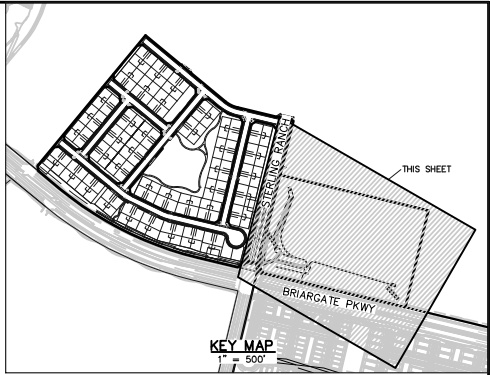 STERLING RANCH
THIS SHEET
BRIARGATE PKWY
KEY MAP
1" = 500'